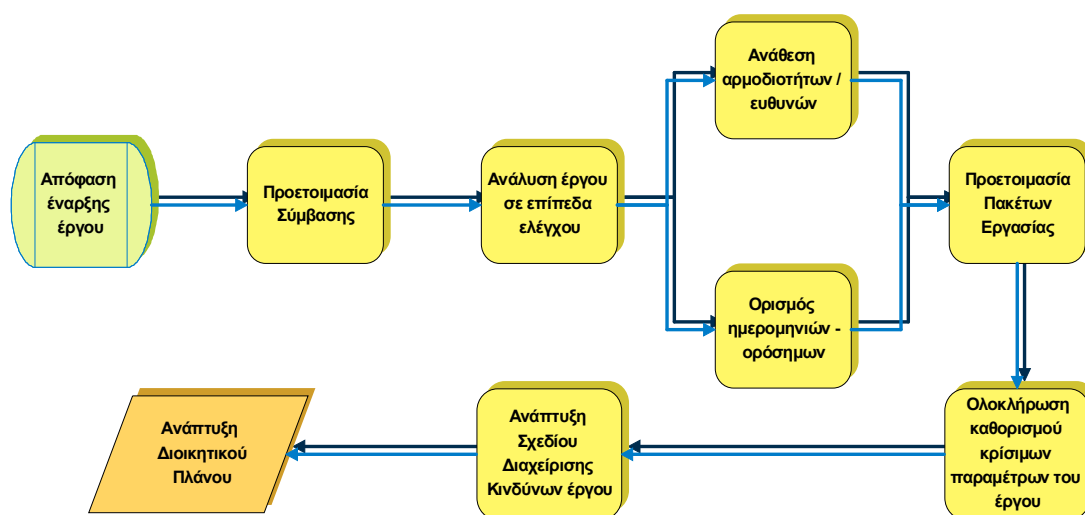 Απόφαση
έναρξης
έργου
Προετοιμασία
Σύμβασης
Ανάλυση έργου
σε επίπεδα
ελέγχου
Ανάθεση
αρμοδιοτήτων /
ευθυνών
Ορισμός
ημερομηνιών -
ορόσημων
Προετοιμασία
Πακέτων
Εργασίας
Ολοκλήρωση
καθορισμού
κρίσιμων
παραμέτρων του
έργου
Ανάπτυξη
Σχεδίου
Διαχείρισης
Κινδύνων έργου
Ανάπτυξη
Διοικητικού
Πλάνου